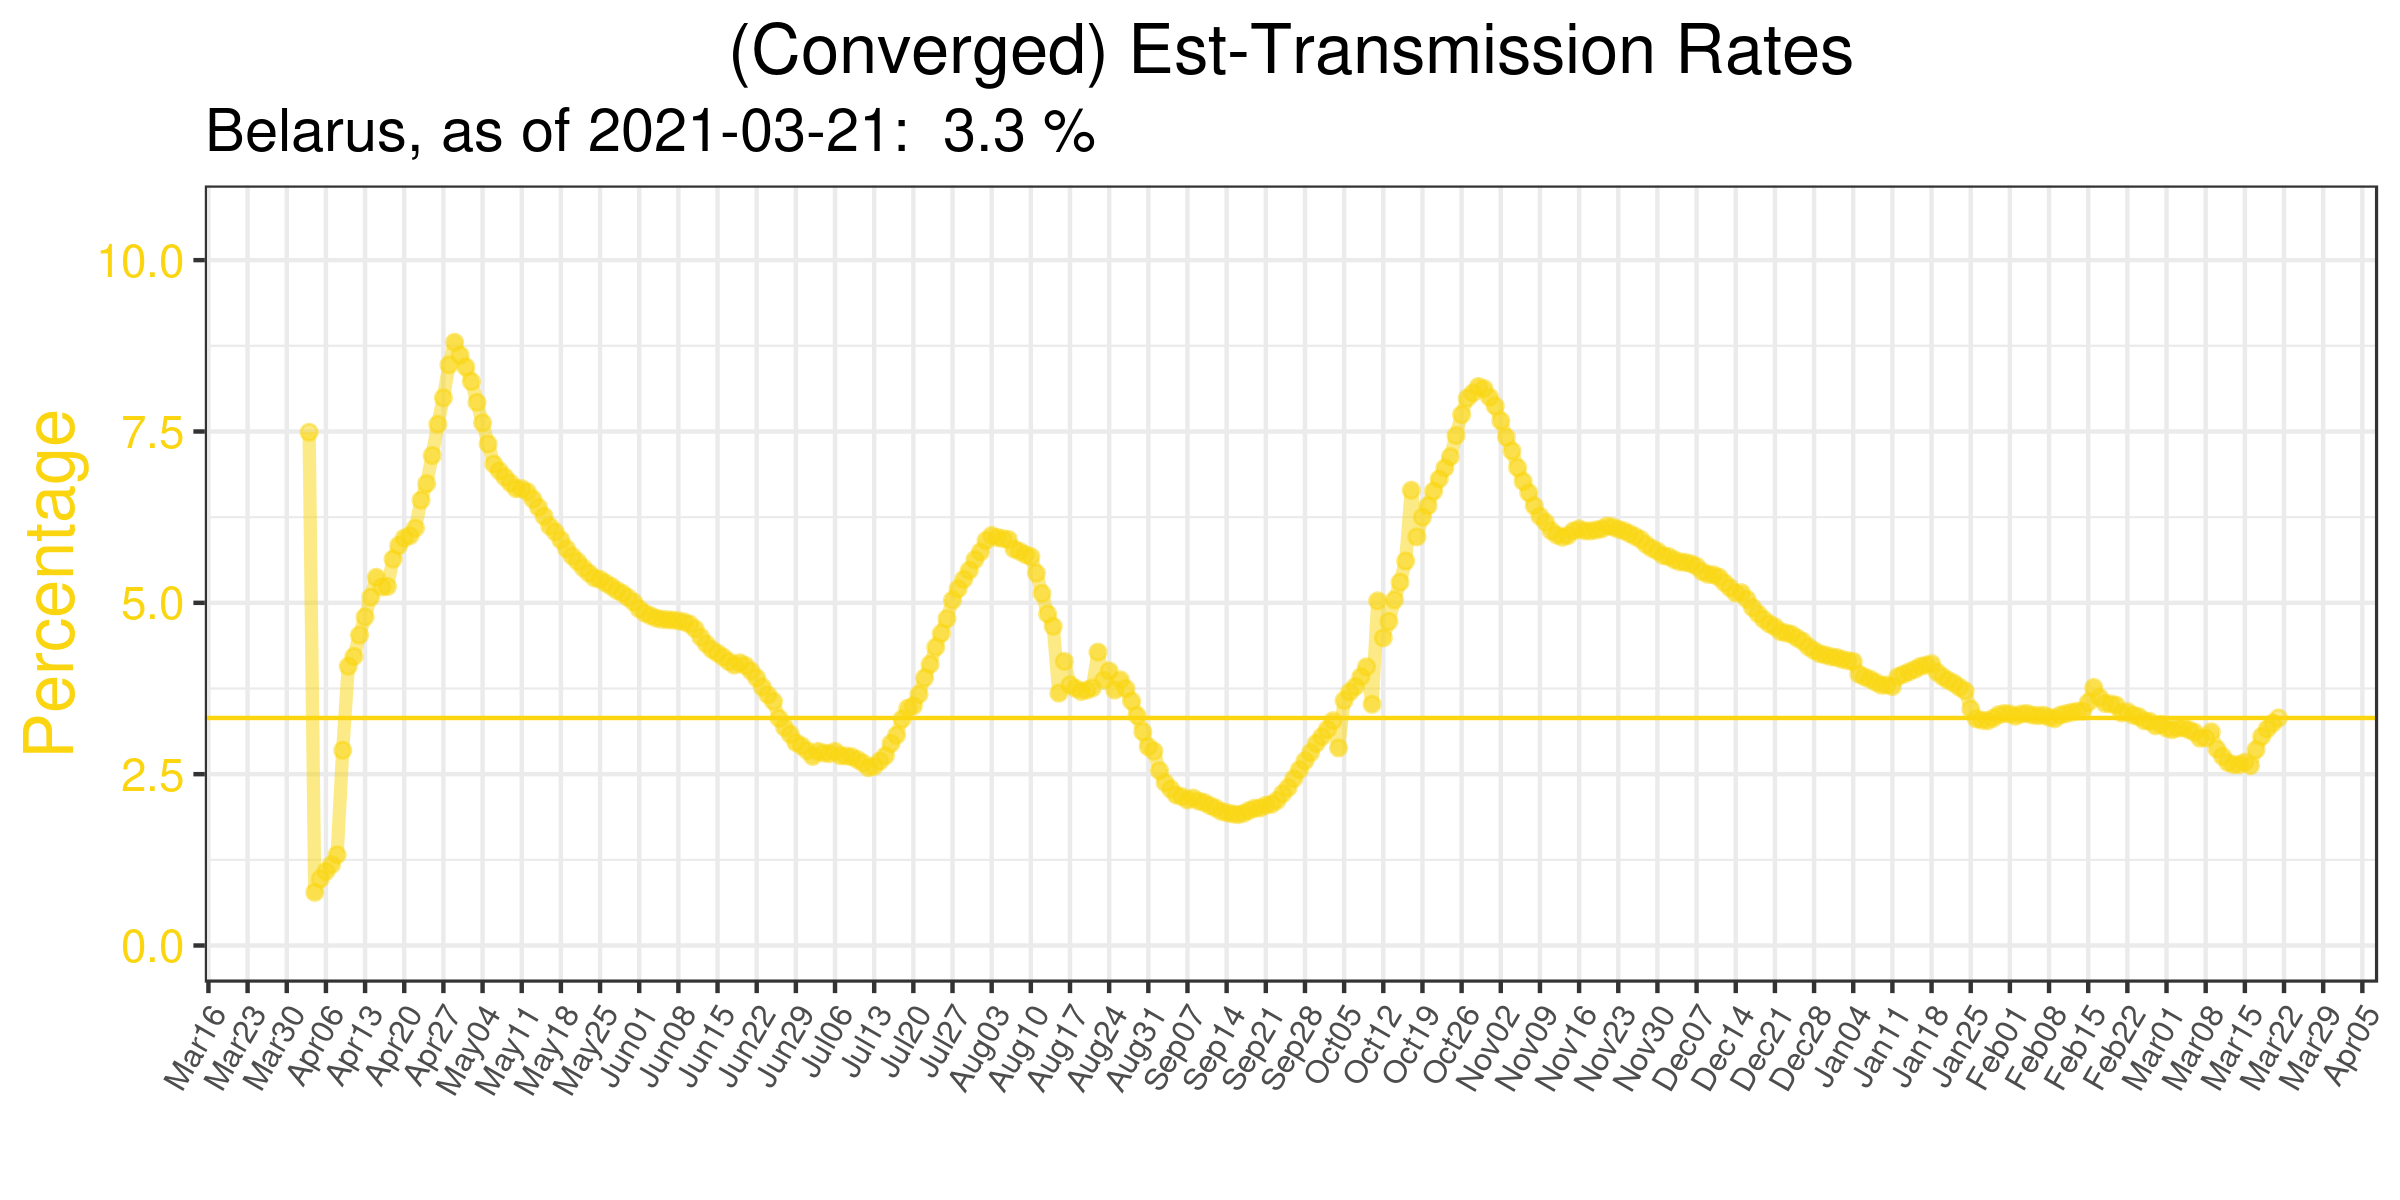 (Converged) Est-Transmission Rates
Belarus, as of 2021-03-21:  3.3 %
Percentage
10.0
7.5
5.0
2.5
0.0
Mar16
Mar23
Mar30
Apr06
Apr13
Apr20
Apr27
May04
May11
May18
May25
Jun01
Jun08
Jun15
Jun22
Jun29
Jul06
Jul13
Jul20
Jul27
Aug03
Aug10
Aug17
Aug24
Aug31
Sep07
Sep14
Sep21
Sep28
Oct05
Oct12
Oct19
Oct26
Nov02
Nov09
Nov16
Nov23
Nov30
Dec07
Dec14
Dec21
Dec28
Jan04
Jan11
Jan18
Jan25
Feb01
Feb08
Feb15
Feb22
Mar01
Mar08
Mar15
Mar22
Mar29
Apr05